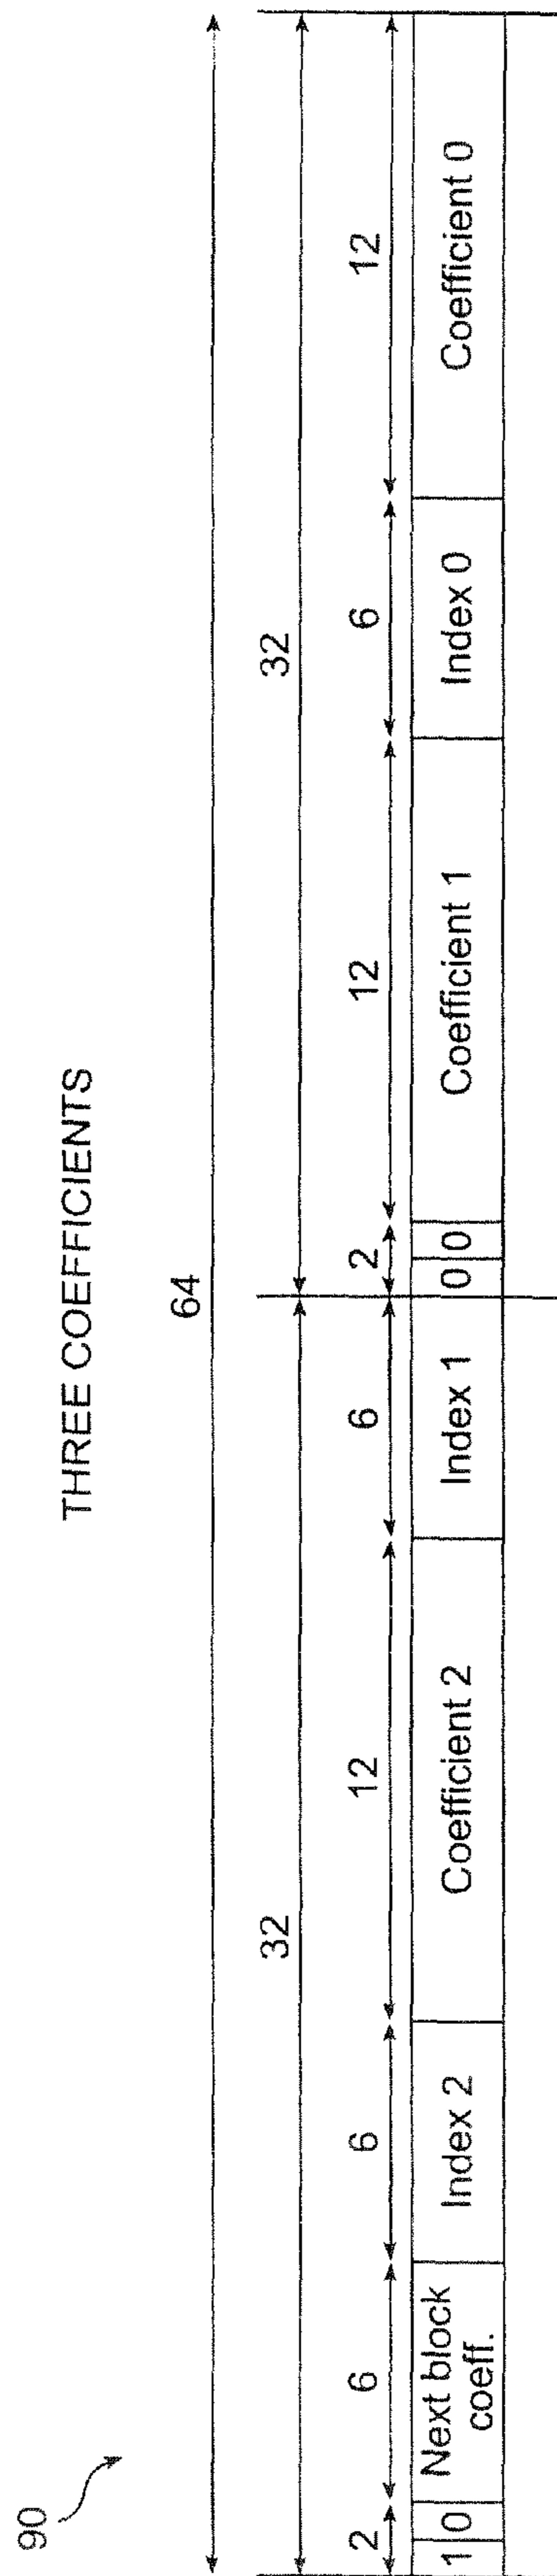 90
THREE COEFFICIENTS
64
32
32
2
6
6
12
6
2
12
6
12
1
0
Next block
coeff.
Index 2
Coefficient 2
Index 1
0
0
Coefficient 1
Index 0
Coefficient 0